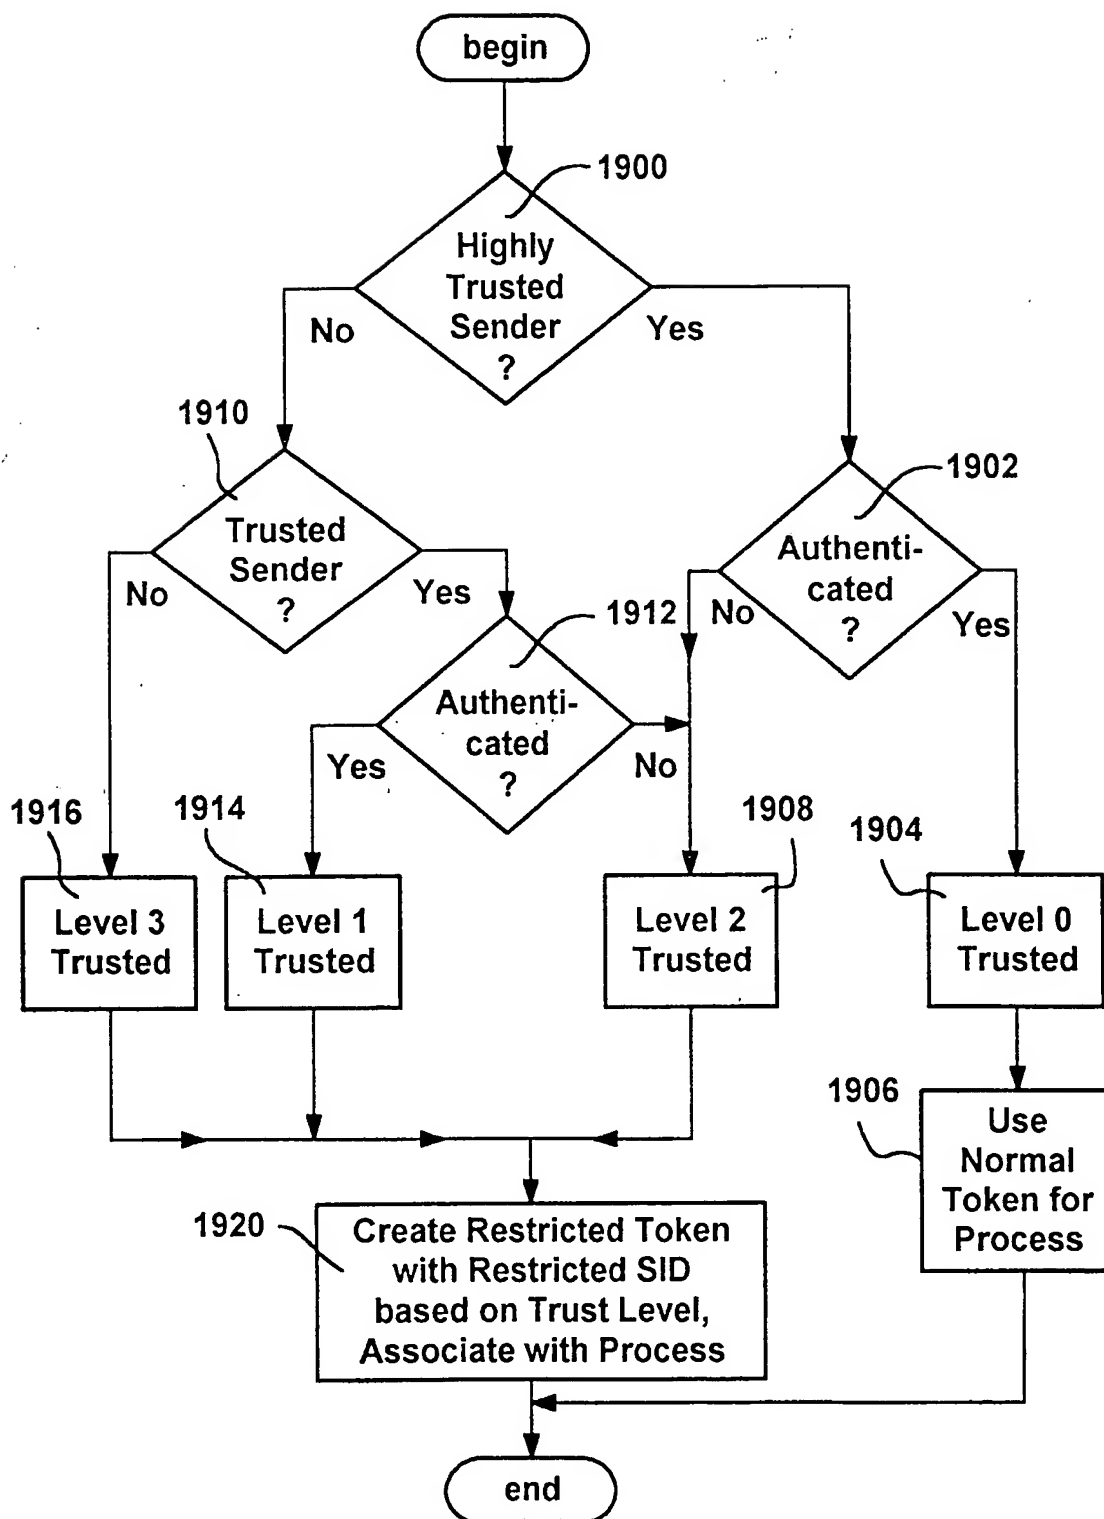 begin
1900
Highly
Trusted
Sender
?
No
Yes
1910
Trusted
Sender
?
No
Yes
1902
Authenti-
cated
?
No
Yes
1912
Authenti-
cated
?
Yes
No
1916
Level 3
Trusted
1914
Level 1
Trusted
1908
Level 2
Trusted
1904
Level 0
Trusted
1906
Use
Normal
Token for
Process
1920
Create Restricted Token
with Restricted SID
based on Trust Level,
Associate with Process
end